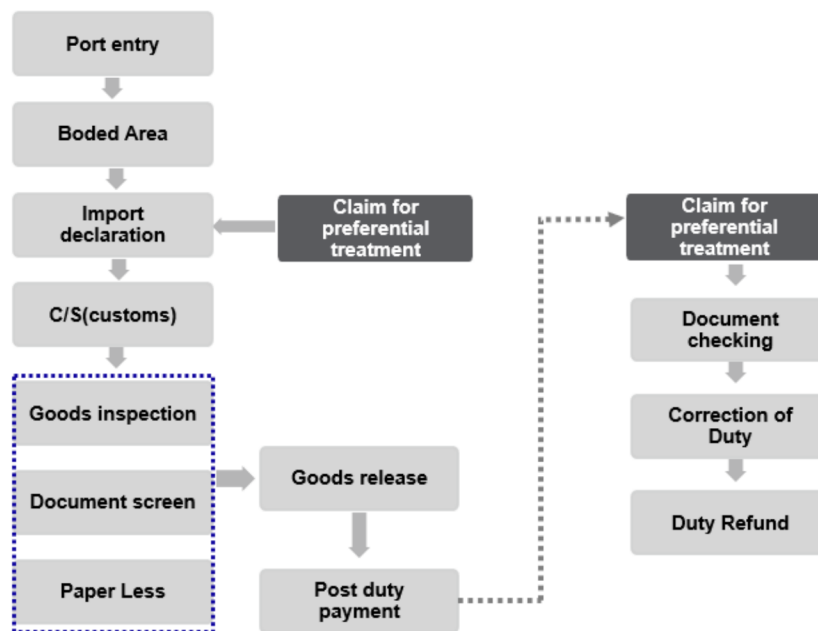 Port entry
Boded Area
Import
declaration
Claim for
preferential
treatment
C/S(customs)
Goods inspection
Document screen
Paper Less
Goods release
Post duty
payment
Claim for
preferential
treatment
Document
checking
Correction of
Duty
Duty Refund